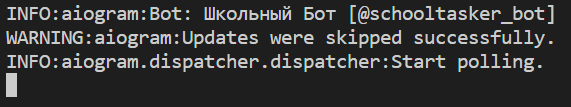 INFO:aiogram:Bot: Школьный Бот [@schooltasker_bot]
WARNING:aiogram:Updates were skipped successfully.
INFO:aiogram.dispatcher.dispatcher:Start polling.